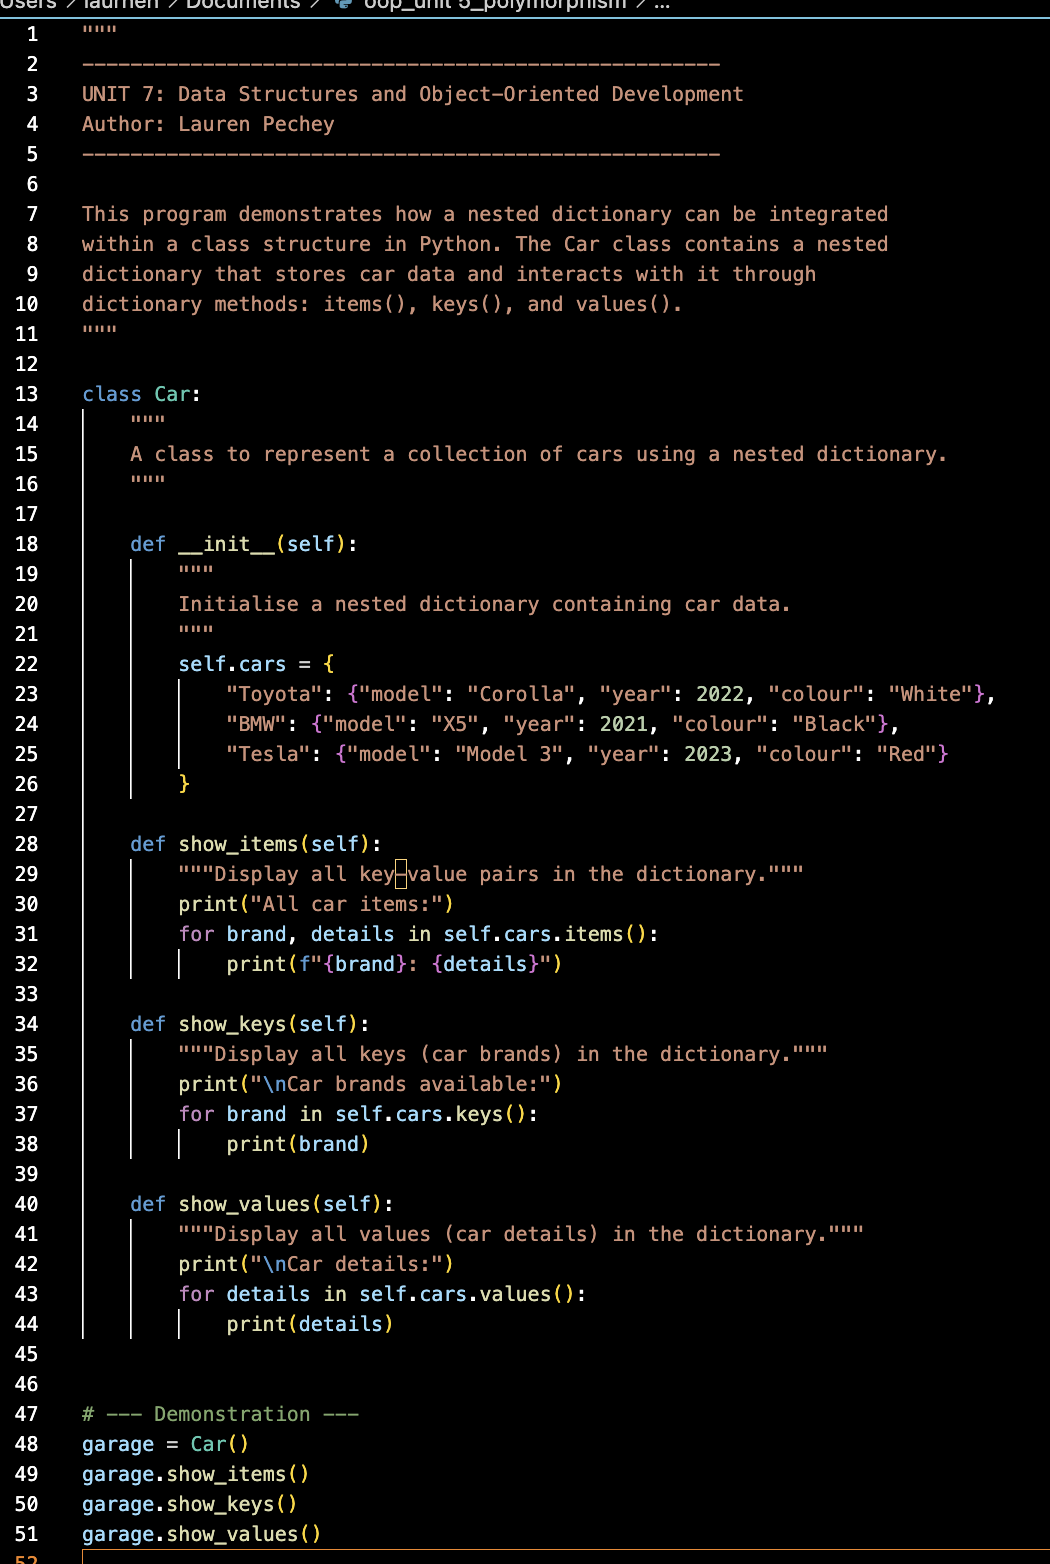 Users > laurnen > Documents > oop_unit 5_polymorphism > ...
1 """
2 -----------------------------------------------------
3 UNIT 7: Data Structures and Object-Oriented Development
4 Author: Lauren Pechey
5 -----------------------------------------------------
6
7 This program demonstrates how a nested dictionary can be integrated
8 within a class structure in Python. The Car class contains a nested
9 dictionary that stores car data and interacts with it through
10 dictionary methods: items(), keys(), and values().
11 """
12
13 class Car:
14     """
15     A class to represent a collection of cars using a nested dictionary.
16     """
17
18     def __init__(self):
19         """
20         Initialise a nested dictionary containing car data.
21         """
22         self.cars = {
23             "Toyota": {"model": "Corolla", "year": 2022, "colour": "White"},
24             "BMW": {"model": "X5", "year": 2021, "colour": "Black"},
25             "Tesla": {"model": "Model 3", "year": 2023, "colour": "Red"}
26         }
27
28     def show_items(self):
29         """Display all key–value pairs in the dictionary."""
30         print("All car items:")
31         for brand, details in self.cars.items():
32             print(f"{brand}: {details}")
33
34     def show_keys(self):
35         """Display all keys (car brands) in the dictionary."""
36         print("\nCar brands available:")
37         for brand in self.cars.keys():
38             print(brand)
39
40     def show_values(self):
41         """Display all values (car details) in the dictionary."""
42         print("\nCar details:")
43         for details in self.cars.values():
44             print(details)
45
46
47 # --- Demonstration ---
48 garage = Car()
49 garage.show_items()
50 garage.show_keys()
51 garage.show_values()
52